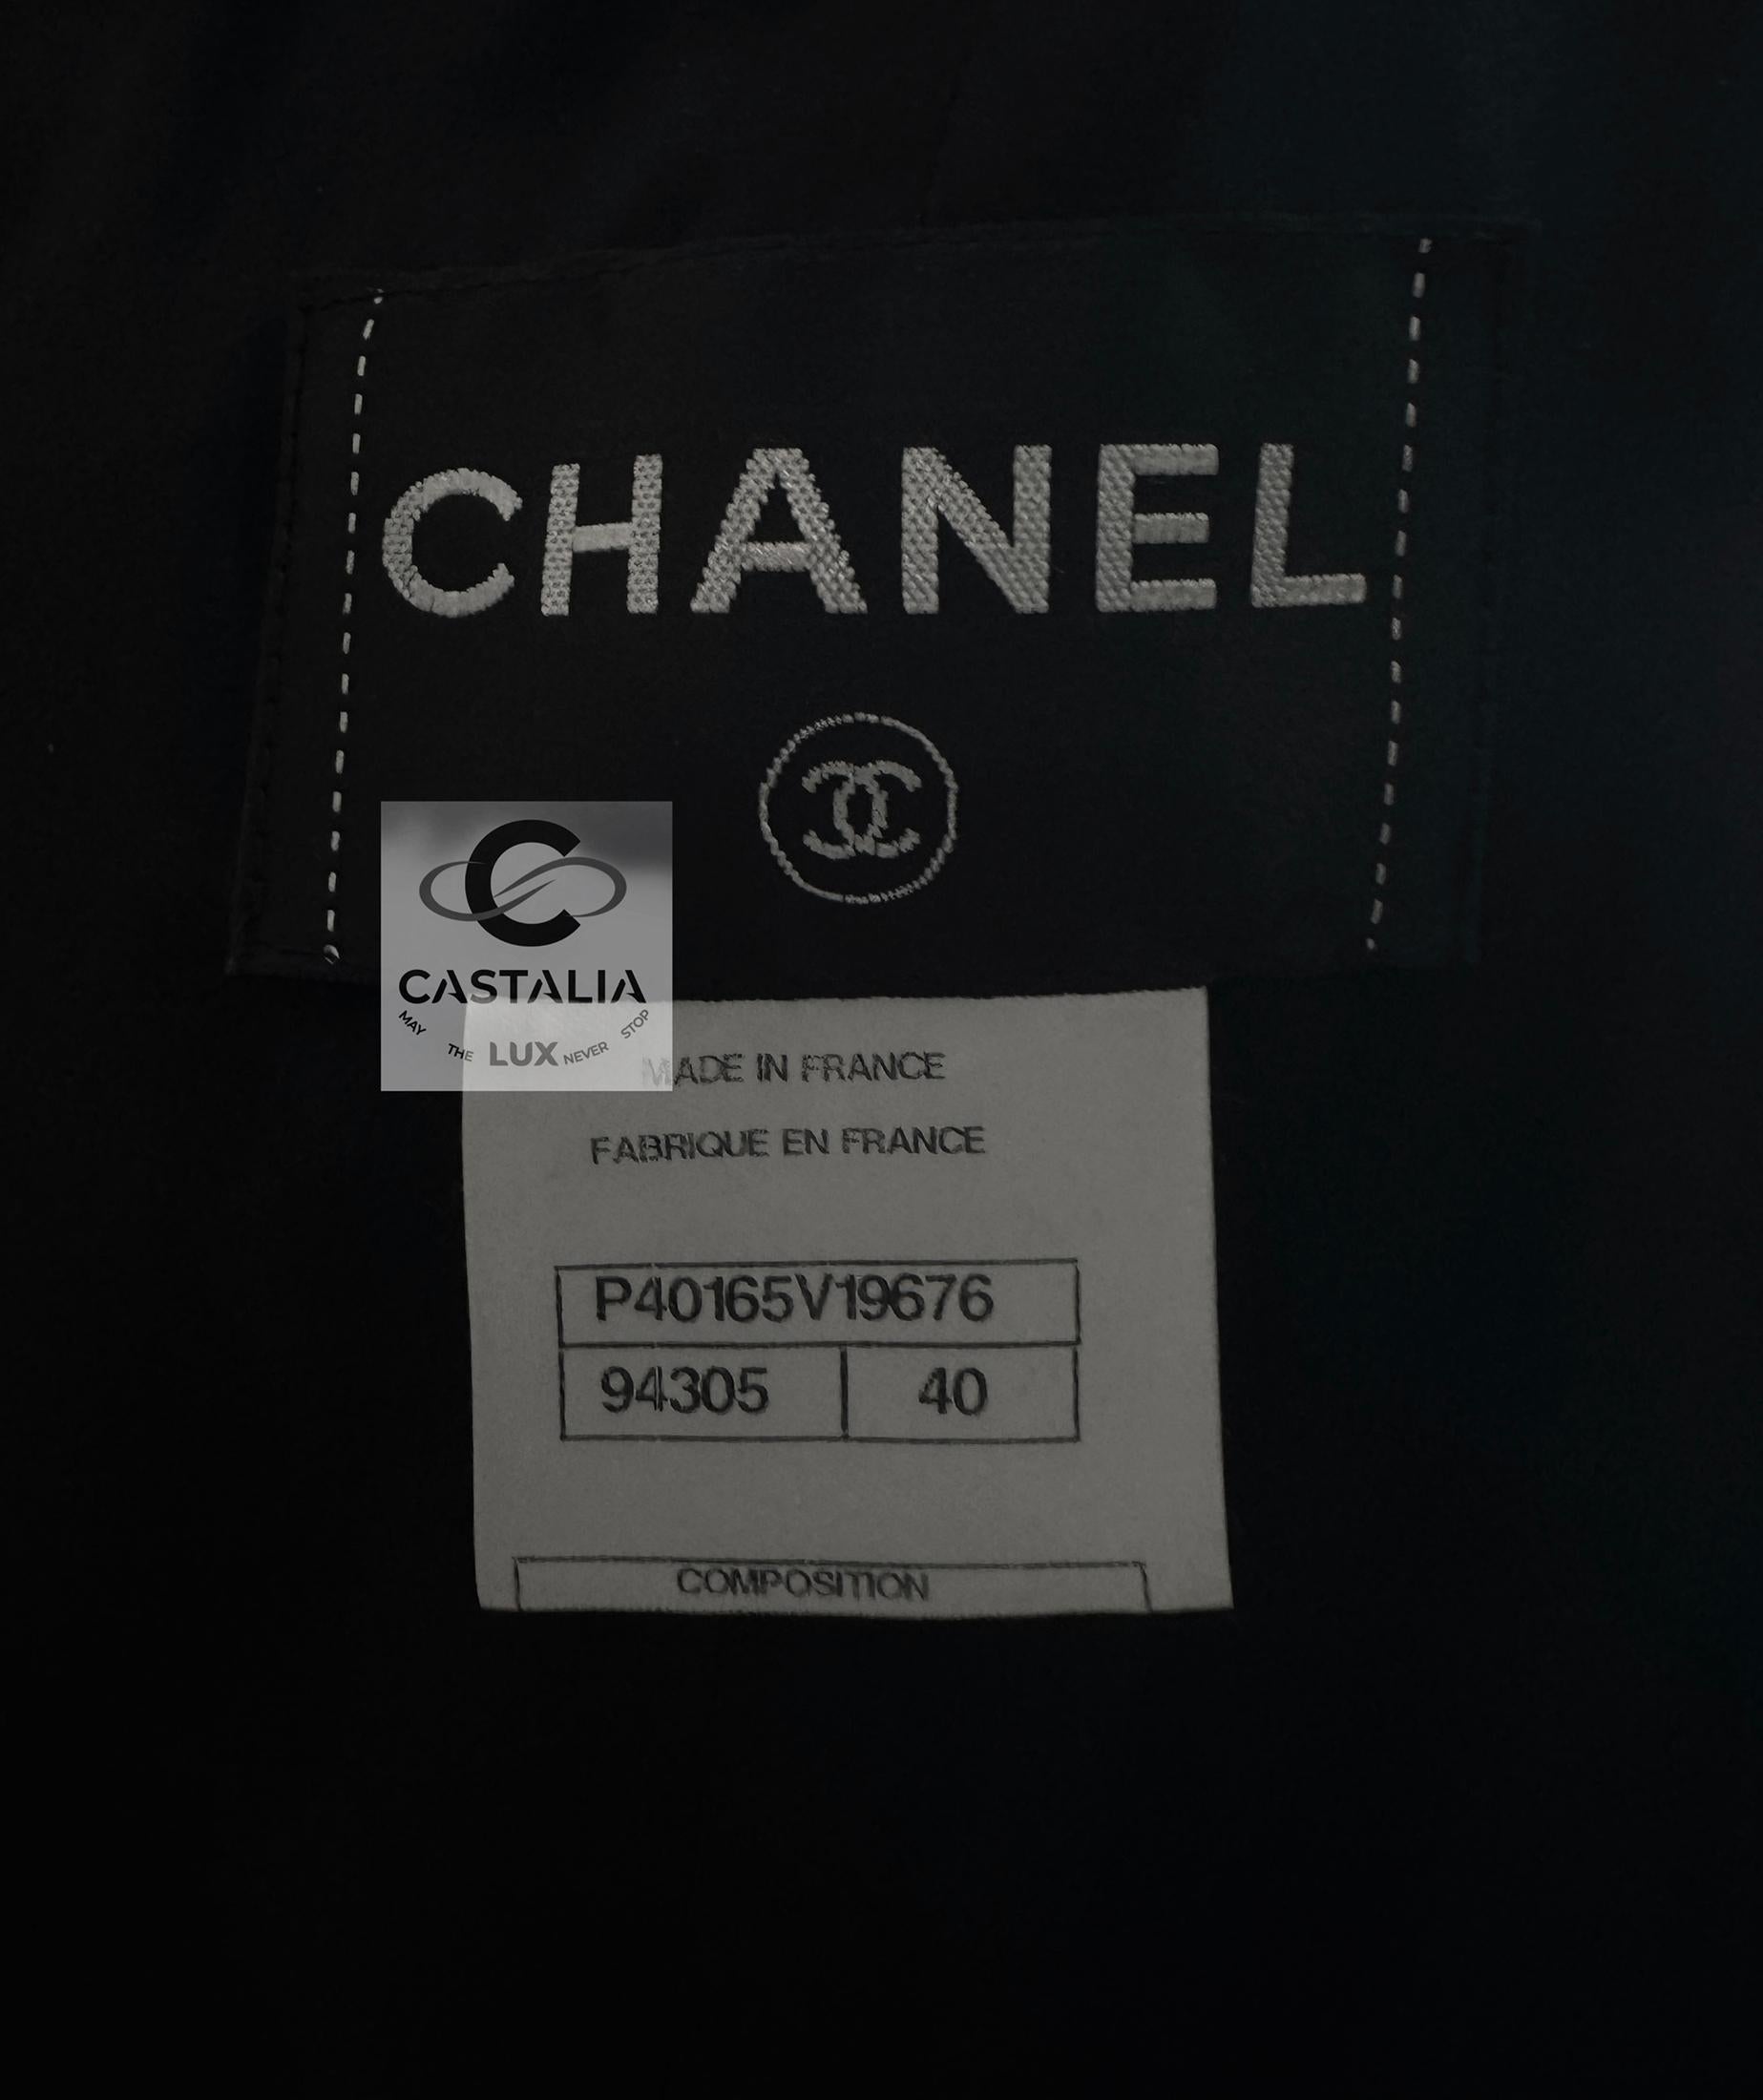 CHANEL
CASTALIA
MAY THE LUX NEVER STOP
MADE IN FRANCE
FABRIQUE EN FRANCE
P40165V19676
94305 40
COMPOSITION